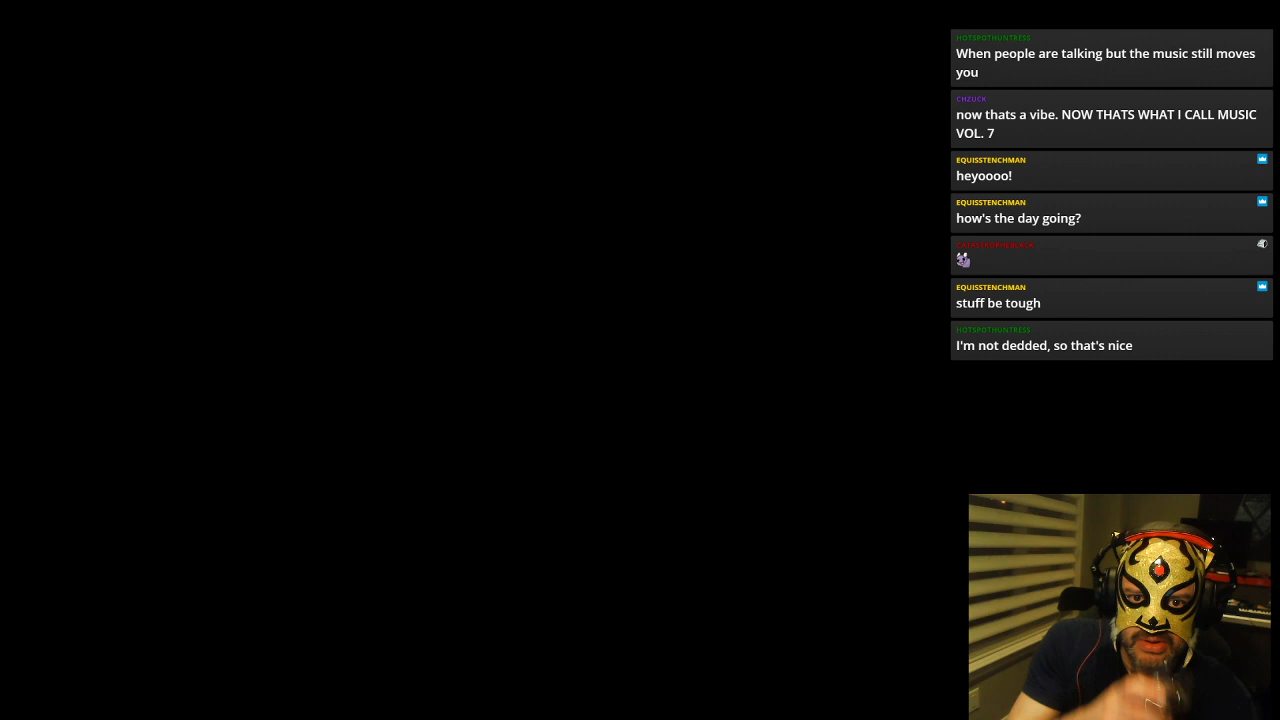 HOTSPOTHUNTRESS
When people are talking but the music still moves
you
CHZUCK
now thats a vibe. NOW THATS WHAT I CALL MUSIC
VOL. 7
EQUISSTENCHMAN
heyoooo!
EQUISSTENCHMAN
how's the day going?
EQUISSTENCHMAN
stuff be tough
HOTSPOTHUNTRESS
I'm not dedded, so that's nice